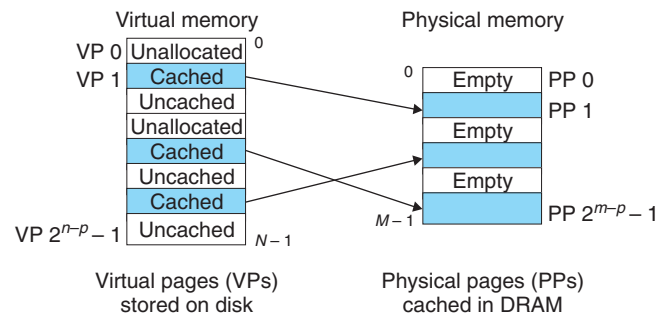 Virtual memory
Physical memory
VP 0 Unallocated 0
VP 1 Cached
Uncached
Unallocated
Cached
Uncached
Cached
VP 2^{n–p} – 1 Uncached
N – 1
0
Empty PP 0
PP 1
Empty
Empty
M – 1
PP 2^{m–p} – 1
Virtual pages (VPs)
stored on disk
Physical pages (PPs)
cached in DRAM